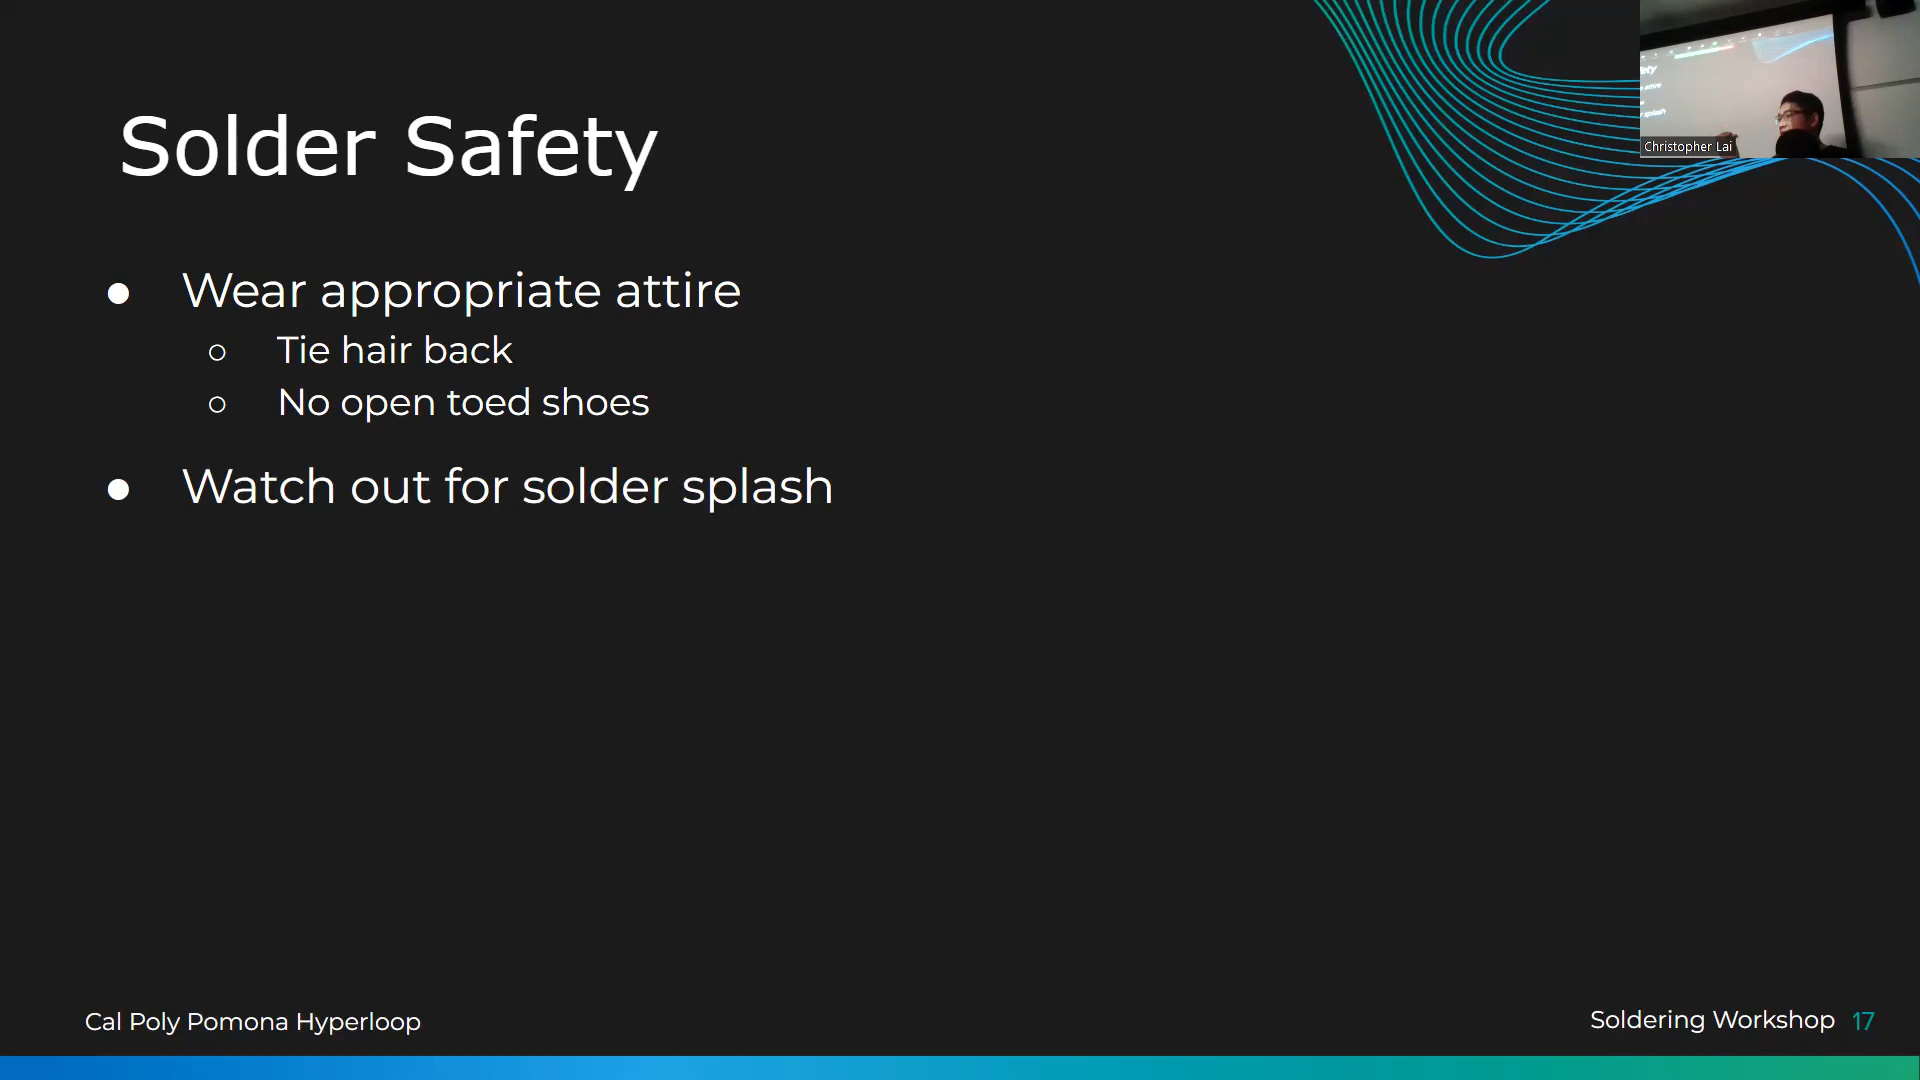 Solder Safety
Christopher Lai
● Wear appropriate attire
○ Tie hair back
○ No open toed shoes
● Watch out for solder splash
Cal Poly Pomona Hyperloop
Soldering Workshop 17